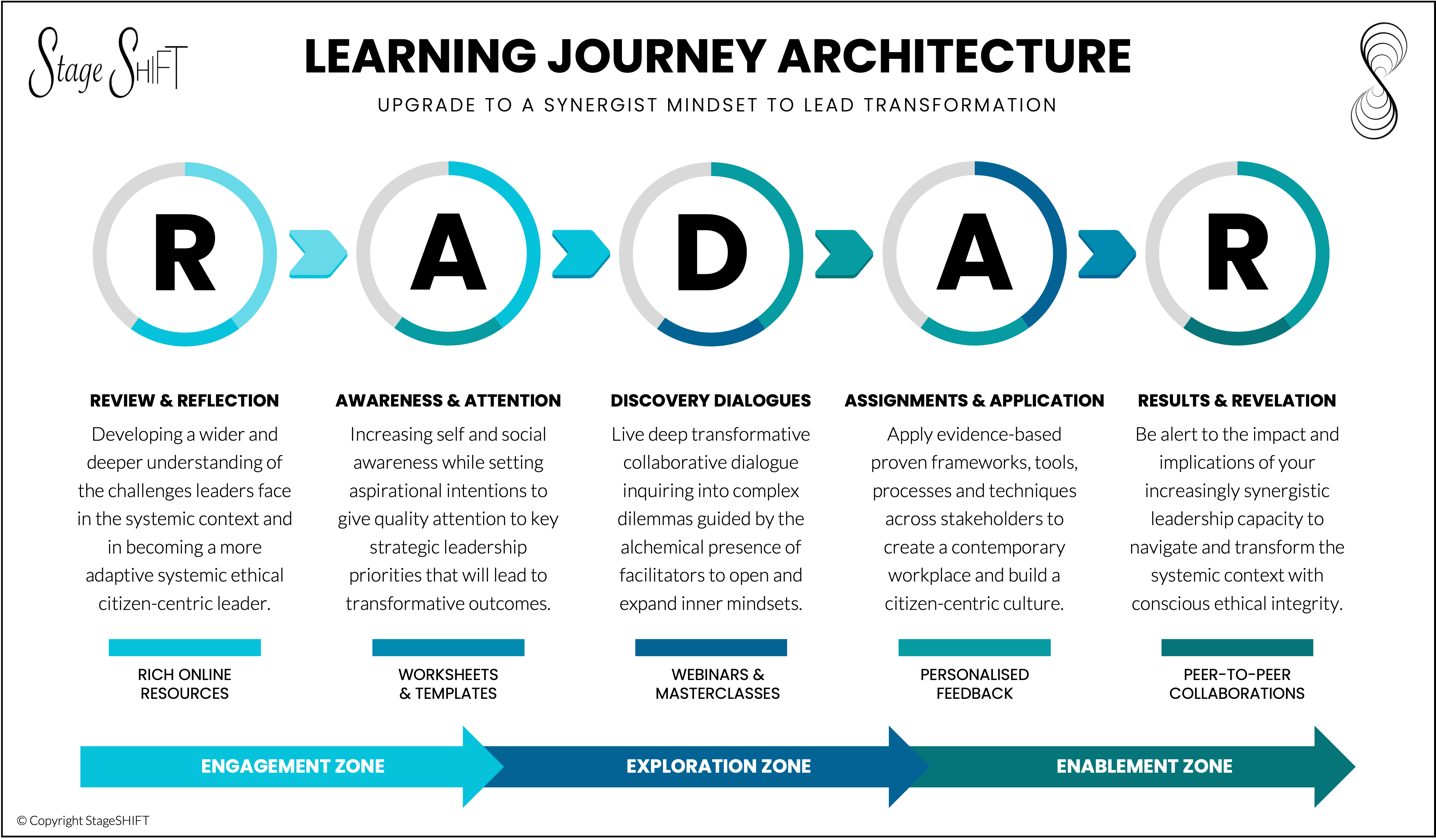 Stage SHIFT
LEARNING JOURNEY ARCHITECTURE
UPGRADE TO A SYNERGIST MINDSET TO LEAD TRANSFORMATION
R
A
D
A
R
REVIEW & REFLECTION
Developing a wider and
deeper understanding of
the challenges leaders face
in the systemic context and
in becoming a more
adaptive systemic ethical
citizen-centric leader.
RICH ONLINE
RESOURCES
AWARENESS & ATTENTION
Increasing self and social
awareness while setting
aspirational intentions to
give quality attention to key
strategic leadership
priorities that will lead to
transformative outcomes.
WORKSHEETS
& TEMPLATES
DISCOVERY DIALOGUES
Live deep transformative
collaborative dialogue
inquiring into complex
dilemmas guided by the
alchemical presence of
facilitators to open and
expand inner mindsets.
WEBINARS &
MASTERCLASSES
ASSIGNMENTS & APPLICATION
Apply evidence-based
proven frameworks, tools,
processes and techniques
across stakeholders to
create a contemporary
workplace and build a
citizen-centric culture.
PERSONALISED
FEEDBACK
RESULTS & REVELATION
Be alert to the impact and
implications of your
increasingly synergistic
leadership capacity to
navigate and transform the
systemic context with
conscious ethical integrity.
PEER-TO-PEER
COLLABORATIONS
ENGAGEMENT ZONE
EXPLORATION ZONE
ENABLEMENT ZONE
© Copyright StageSHIFT